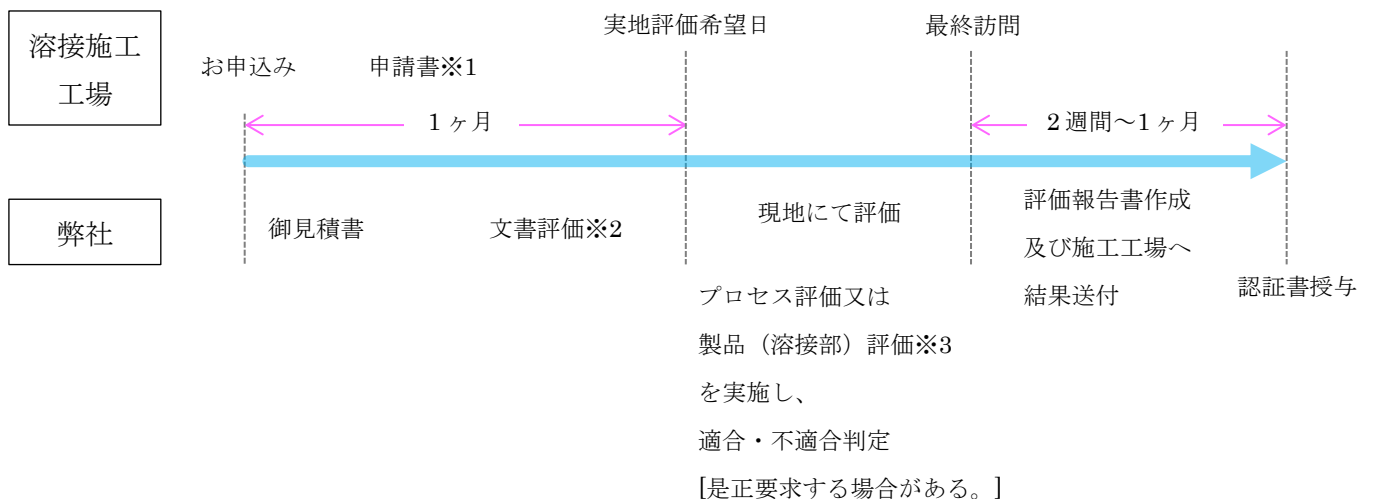 溶接施工
工場
お申込み
申請書※1
実地評価希望日
最終訪問
1ヶ月
2週間～1ヶ月
弊社
御見積書
文書評価※2
現地にて評価
評価報告書作成
及び施工工場へ
結果送付
認証書授与
プロセス評価又は
製品（溶接部）評価※3
を実施し、
適合・不適合判定
[是正要求する場合がある。]